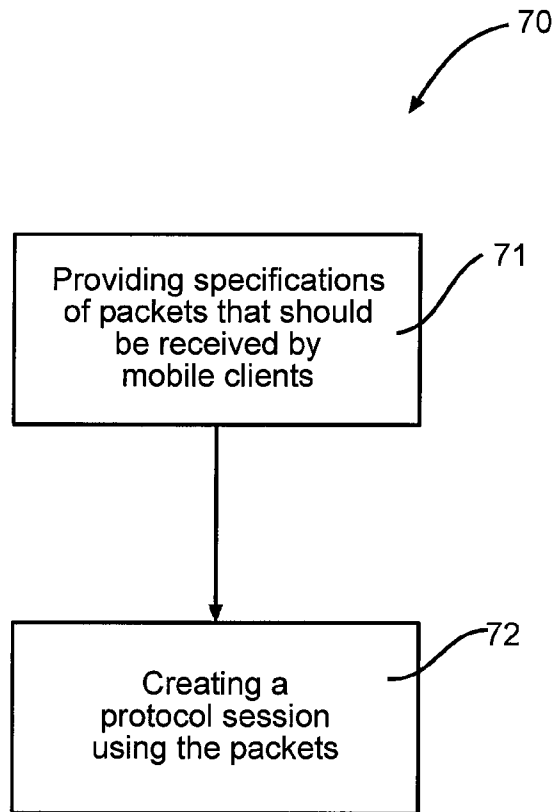 70
71
Providing specifications
of packets that should
be received by
mobile clients
72
Creating a
protocol session
using the packets